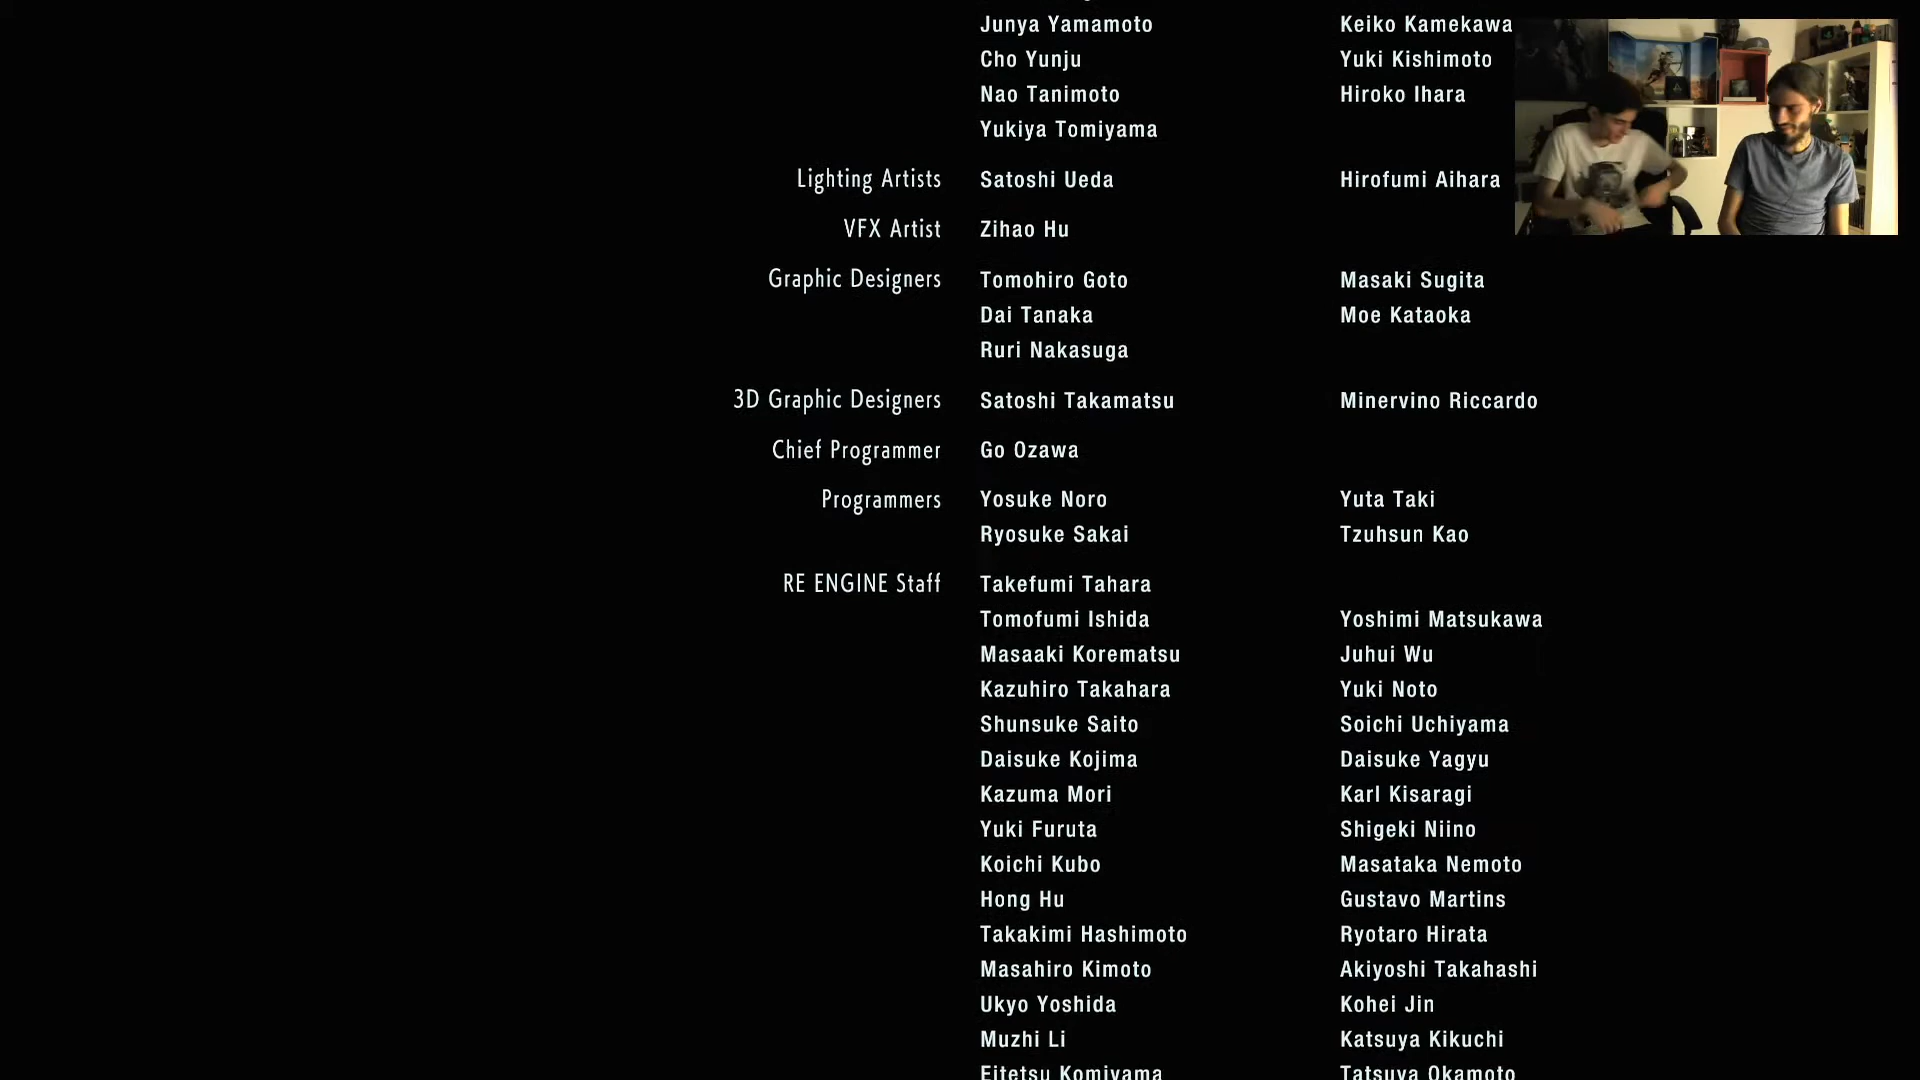 Junya Yamamoto Keiko Kamekawa
Cho Yunju Yuki Kishimoto
Nao Tanimoto Hiroko Ihara
Yukiya Tomiyama
Lighting Artists Satoshi Ueda Hirofumi Aihara
VFX Artist Zihao Hu
Graphic Designers Tomohiro Goto Masaki Sugita
Dai Tanaka Moe Kataoka
Ruri Nakasuga
3D Graphic Designers Satoshi Takamatsu Minervino Riccardo
Chief Programmer Go Ozawa
Programmers Yosuke Noro Yuta Taki
Ryosuke Sakai Tzuhsun Kao
RE ENGINE Staff Takefumi Tahara
Tomofumi Ishida Yoshimi Matsukawa
Masaaki Korematsu Juhui Wu
Kazuhiro Takahara Yuki Noto
Shunsuke Saito Soichi Uchiyama
Daisuke Kojima Daisuke Yagyu
Kazuma Mori Karl Kisaragi
Yuki Furuta Shigeki Niino
Koichi Kubo Masataka Nemoto
Hong Hu Gustavo Martins
Takakimi Hashimoto Ryotaro Hirata
Masahiro Kimoto Akiyoshi Takahashi
Ukyo Yoshida Kohei Jin
Muzhi Li Katsuya Kikuchi
Eitetsu Komiyama Tatsuya Okamoto